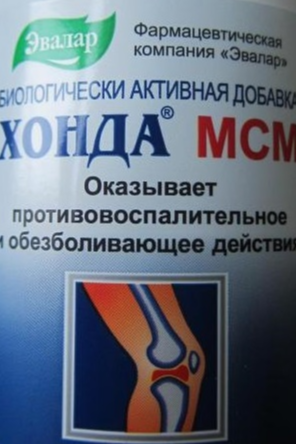 Эвалар
Фармацевтическая
компания «Эвалар»
БИОЛОГИЧЕСКИ АКТИВНАЯ ДОБАВКА
ХОНДА® МСМ
Оказывает
противовоспалительное
и обезболивающее действия